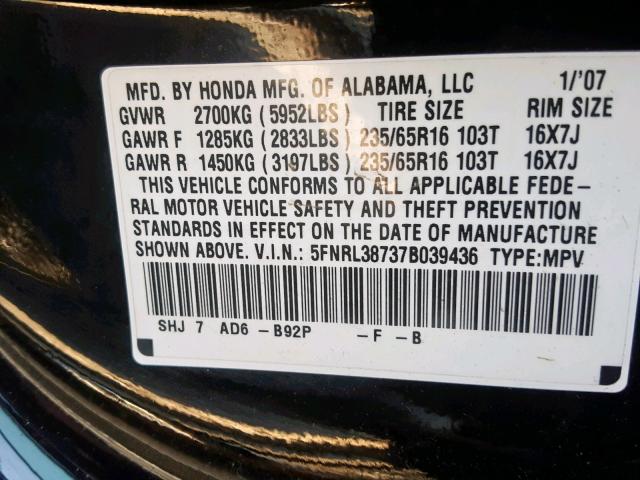 MFD. BY HONDA MFG. OF ALABAMA, LLC 1/'07
GVWR 2700KG ( 5952LBS ) TIRE SIZE RIM SIZE
GAWR F 1285KG ( 2833LBS ) 235/65R16 103T 16X7J
GAWR R 1450KG ( 3197LBS ) 235/65R16 103T 16X7J
THIS VEHICLE CONFORMS TO ALL APPLICABLE FEDE-
RAL MOTOR VEHICLE SAFETY AND THEFT PREVENTION
STANDARDS IN EFFECT ON THE DATE OF MANUFACTURE
SHOWN ABOVE. V.I.N.: 5FNRL38737B039436 TYPE:MPV
SHJ 7 AD6 -B92P -F -B